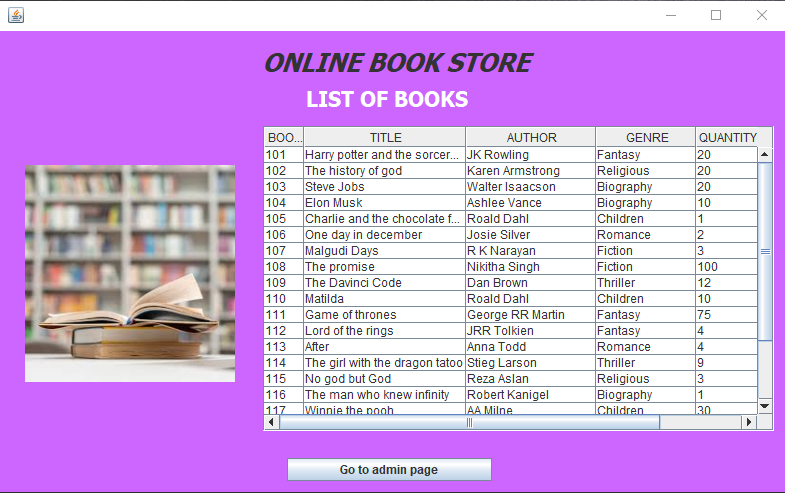 ONLINE BOOK STORE
LIST OF BOOKS
BOO... TITLE AUTHOR GENRE QUANTITY
101 Harry potter and the sorcer... JK Rowling Fantasy 20
102 The history of god Karen Armstrong Religious 20
103 Steve Jobs Walter Isaacson Biography 20
104 Elon Musk Ashlee Vance Biography 10
105 Charlie and the chocolate f... Roald Dahl Children 1
106 One day in december Josie Silver Romance 2
107 Malgudi Days R K Narayan Fiction 3
108 The promise Nikitha Singh Fiction 100
109 The Davinci Code Dan Brown Thriller 12
110 Matilda Roald Dahl Children 10
111 Game of thrones George RR Martin Fantasy 75
112 Lord of the rings JRR Tolkien Fantasy 4
113 After Anna Todd Romance 4
114 The girl with the dragon tatoo Stieg Larson Thriller 9
115 No god but God Reza Aslan Religious 3
116 The man who knew infinity Robert Kanigel Biography 1
117 Winnie the pooh AA Milne Children 30
Go to admin page